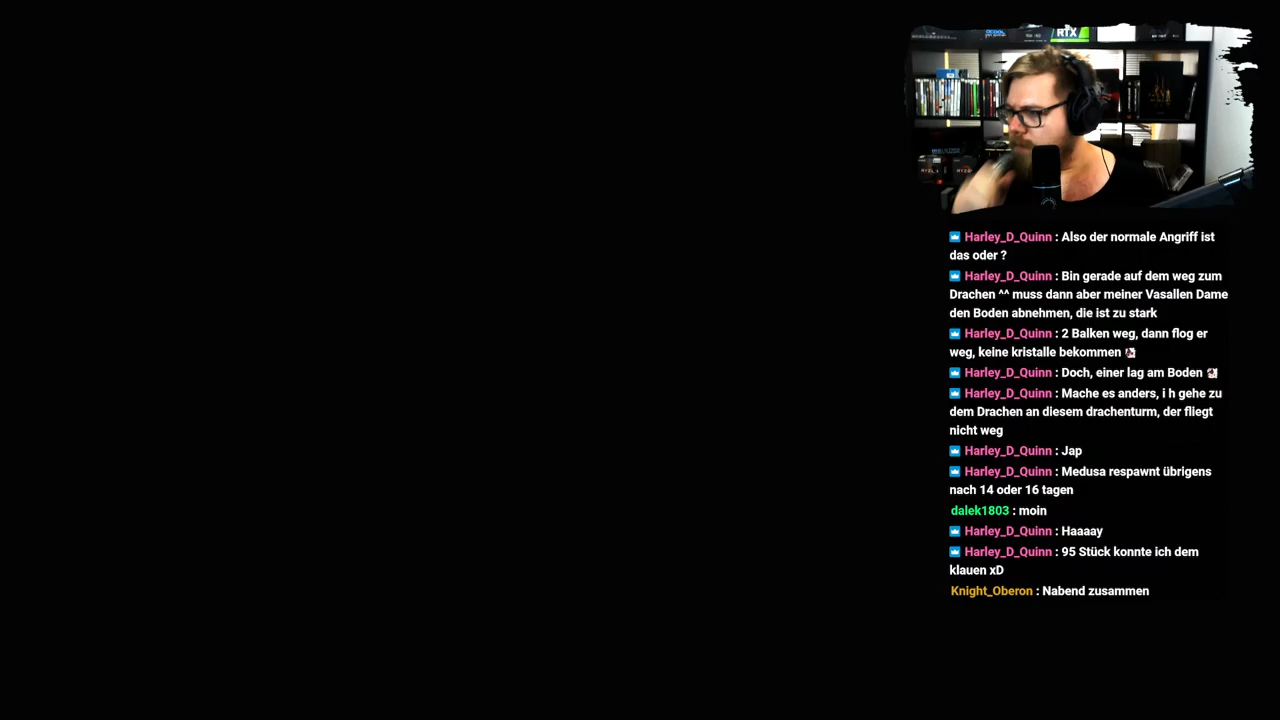 RTX
Harley_D_Quinn : Also der normale Angriff ist
das oder ?
Harley_D_Quinn : Bin gerade auf dem weg zum
Drachen ^^ muss dann aber meiner Vasallen Dame
den Boden abnehmen, die ist zu stark
Harley_D_Quinn : 2 Balken weg, dann flog er
weg, keine kristalle bekommen
Harley_D_Quinn : Doch, einer lag am Boden
Harley_D_Quinn : Mache es anders, i h gehe zu
dem Drachen an diesem drachenturm, der fliegt
nicht weg
Harley_D_Quinn : Jap
Harley_D_Quinn : Medusa respawnt übrigens
nach 14 oder 16 tagen
dalek1803 : moin
Harley_D_Quinn : Haaaay
Harley_D_Quinn : 95 Stück konnte ich dem
klauen xD
Knight_Oberon : Nabend zusammen